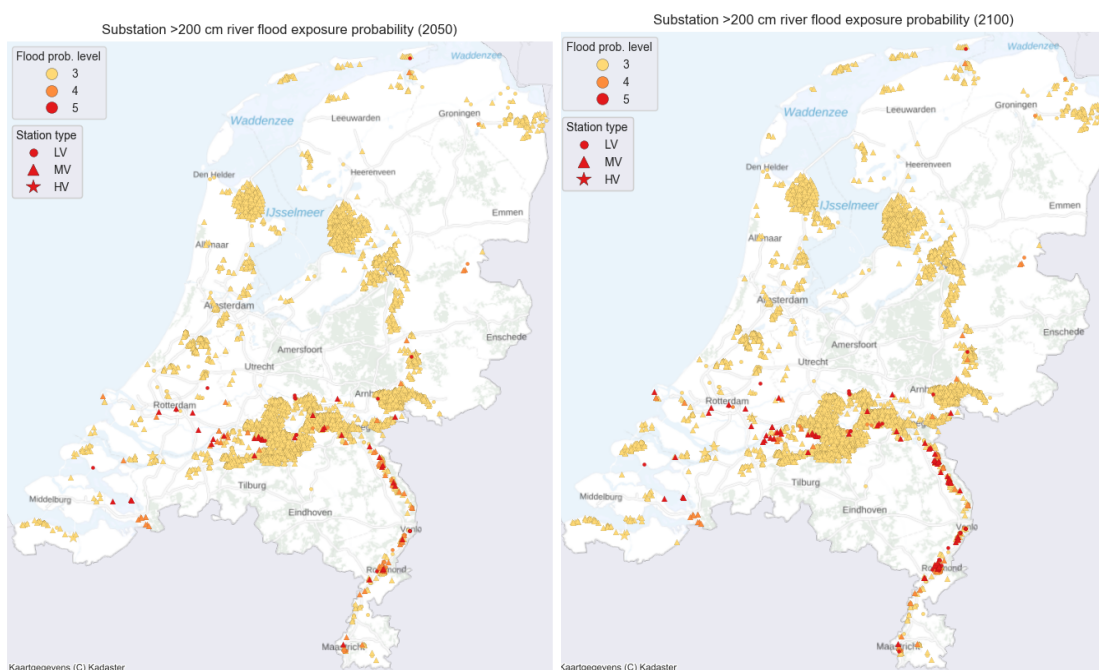 Substation >200 cm river flood exposure probability (2050)
Flood prob. level
3
4
5
Station type
LV
MV
HV
Waddenzee
Waddenzee
Groningen
Leeuwarden
Den Helder
Heerenveen
IJsselmeer
Emmen
Alkmaar
Amsterdam
Enschede
Amersfoort
Utrecht
Arnh
Rotterdam
Tilburg
Middelburg
Eindhoven
Venlo
Roermond
Maastricht
Kaartgegevens (C) Kadaster
Substation >200 cm river flood exposure probability (2100)
Flood prob. level
3
4
5
Station type
LV
MV
HV
Waddenzee
Waddenzee
Groningen
Leeuwarden
Den Helder
Heerenveen
IJsselmeer
Emmen
Alkmaar
Amsterdam
Enschede
Amersfoort
Utrecht
Arnh
Rotterdam
Tilburg
Middelburg
Eindhoven
Venlo
Roermond
Maastricht
Kaartgegevens (C) Kadaster